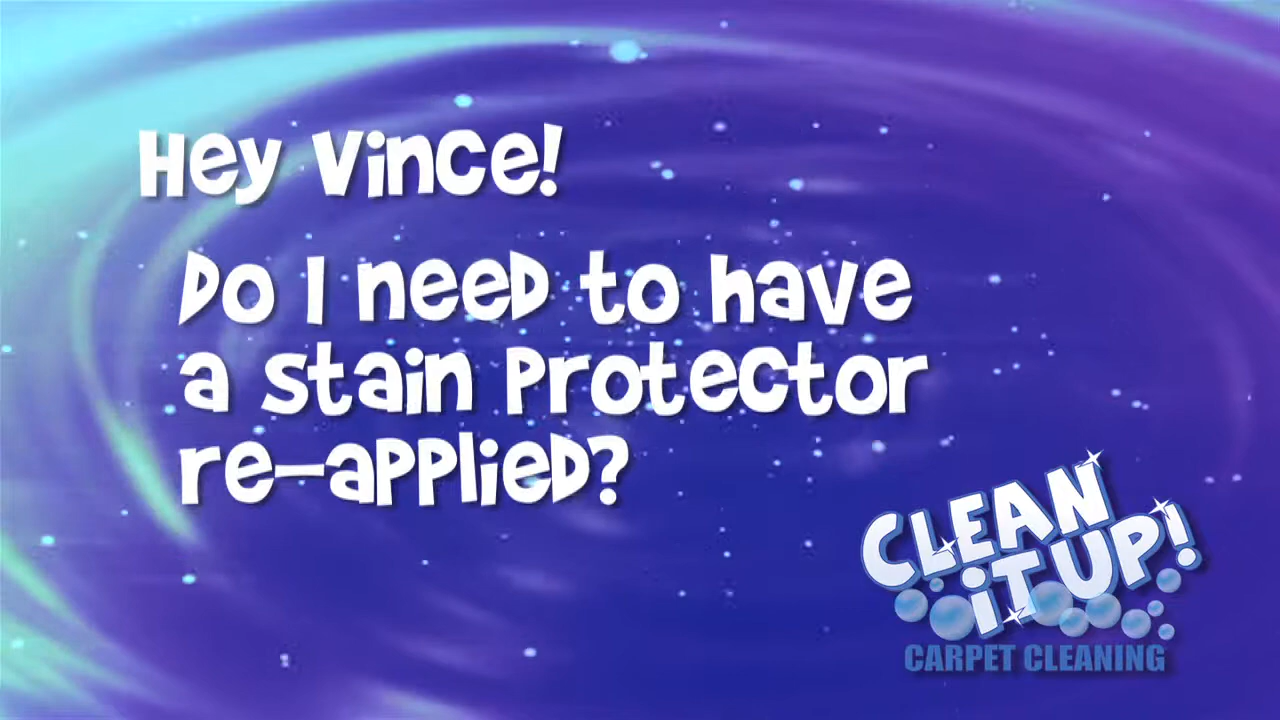 Hey Vince!
Do I need to have
a stain protector
re-applied?
CLEAN
iT UP!
CARPET CLEANING